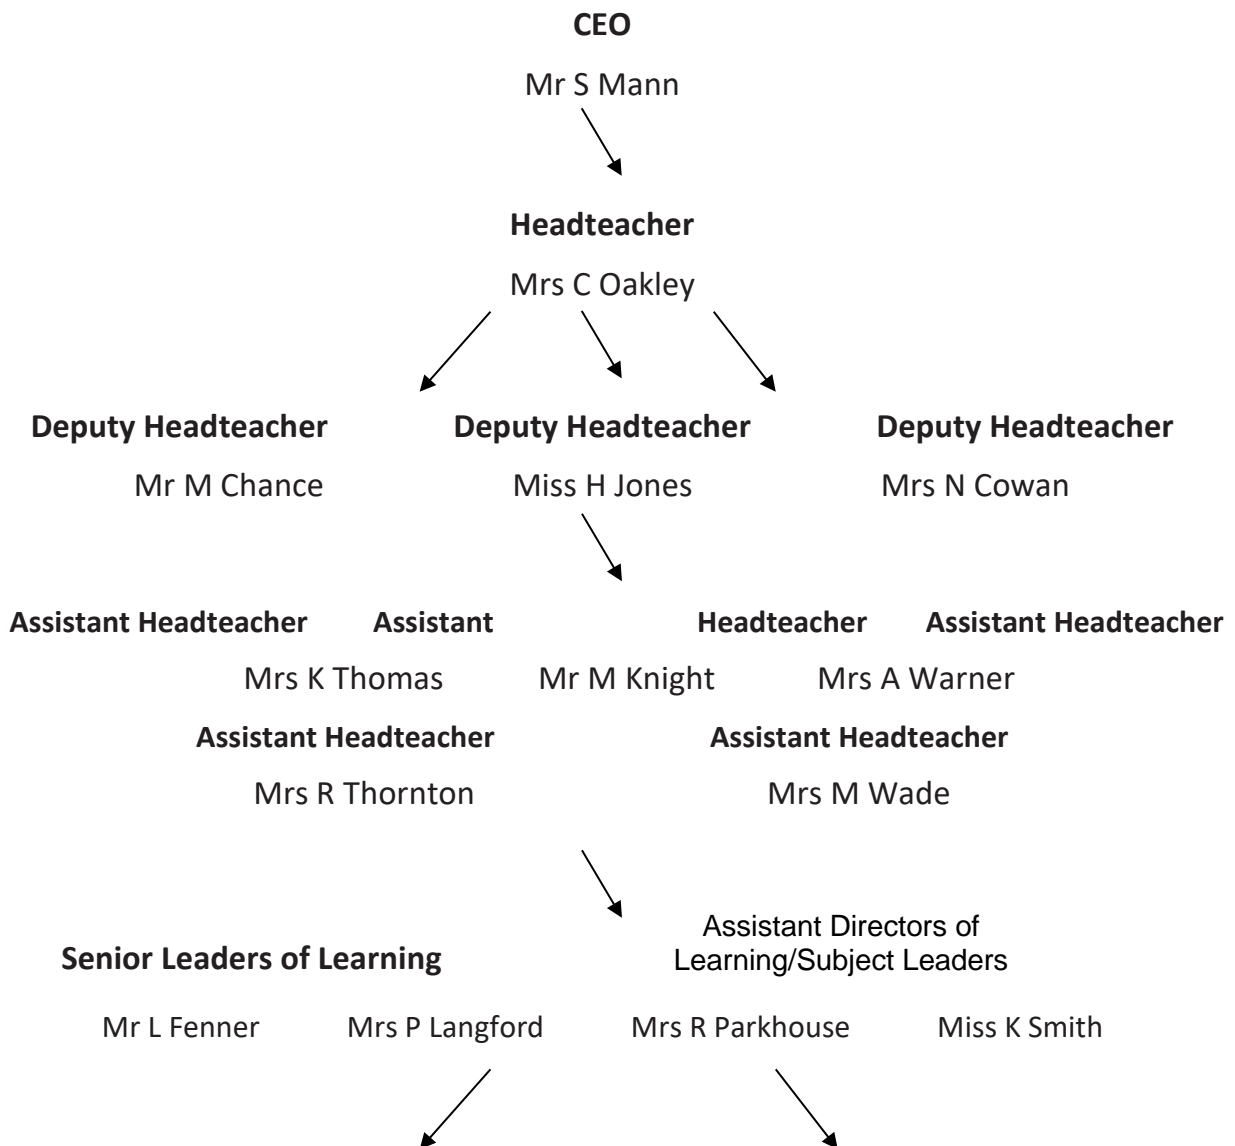 CEO
Mr S Mann
Headteacher
Mrs C Oakley
Deputy Headteacher Deputy Headteacher Deputy Headteacher
Mr M Chance Miss H Jones Mrs N Cowan
Assistant Headteacher Assistant Headteacher Assistant Headteacher
Mrs K Thomas Mr M Knight Mrs A Warner
Assistant Headteacher Assistant Headteacher
Mrs R Thornton Mrs M Wade
Senior Leaders of Learning
Assistant Directors of
Learning/Subject Leaders
Mr L Fenner Mrs P Langford Mrs R Parkhouse Miss K Smith